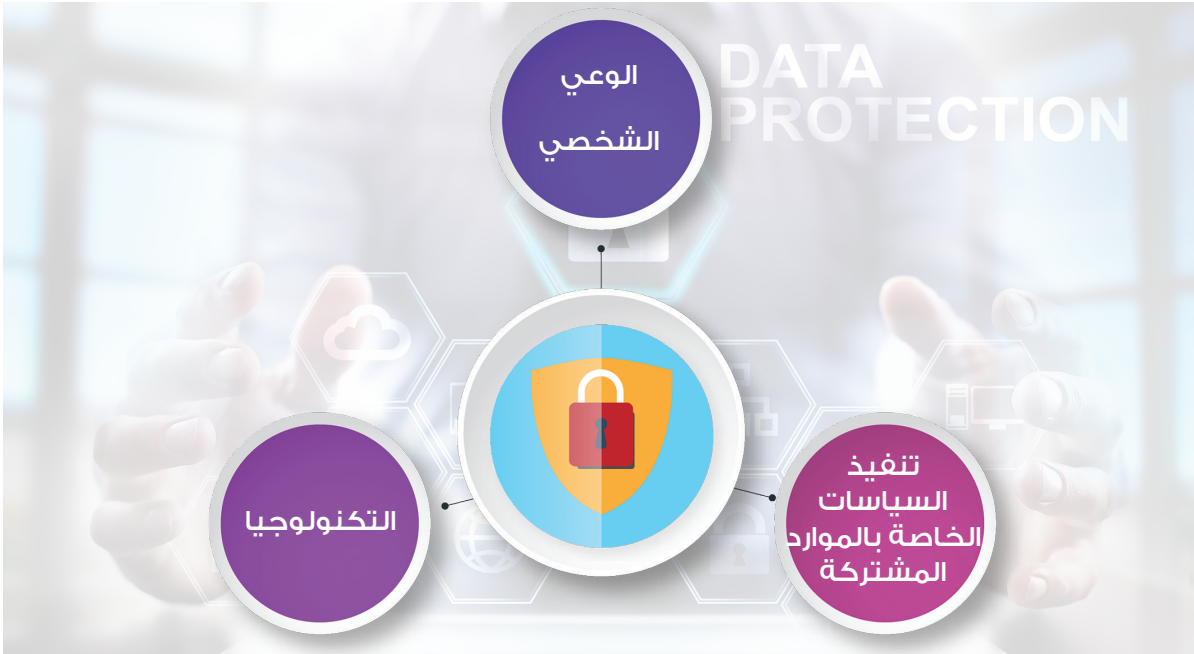 الوعي
الشخصي
DATA
PROTECTION
تنفيذ
السياسات
الخاصة بالموارد
المشتركة
التكنولوجيا